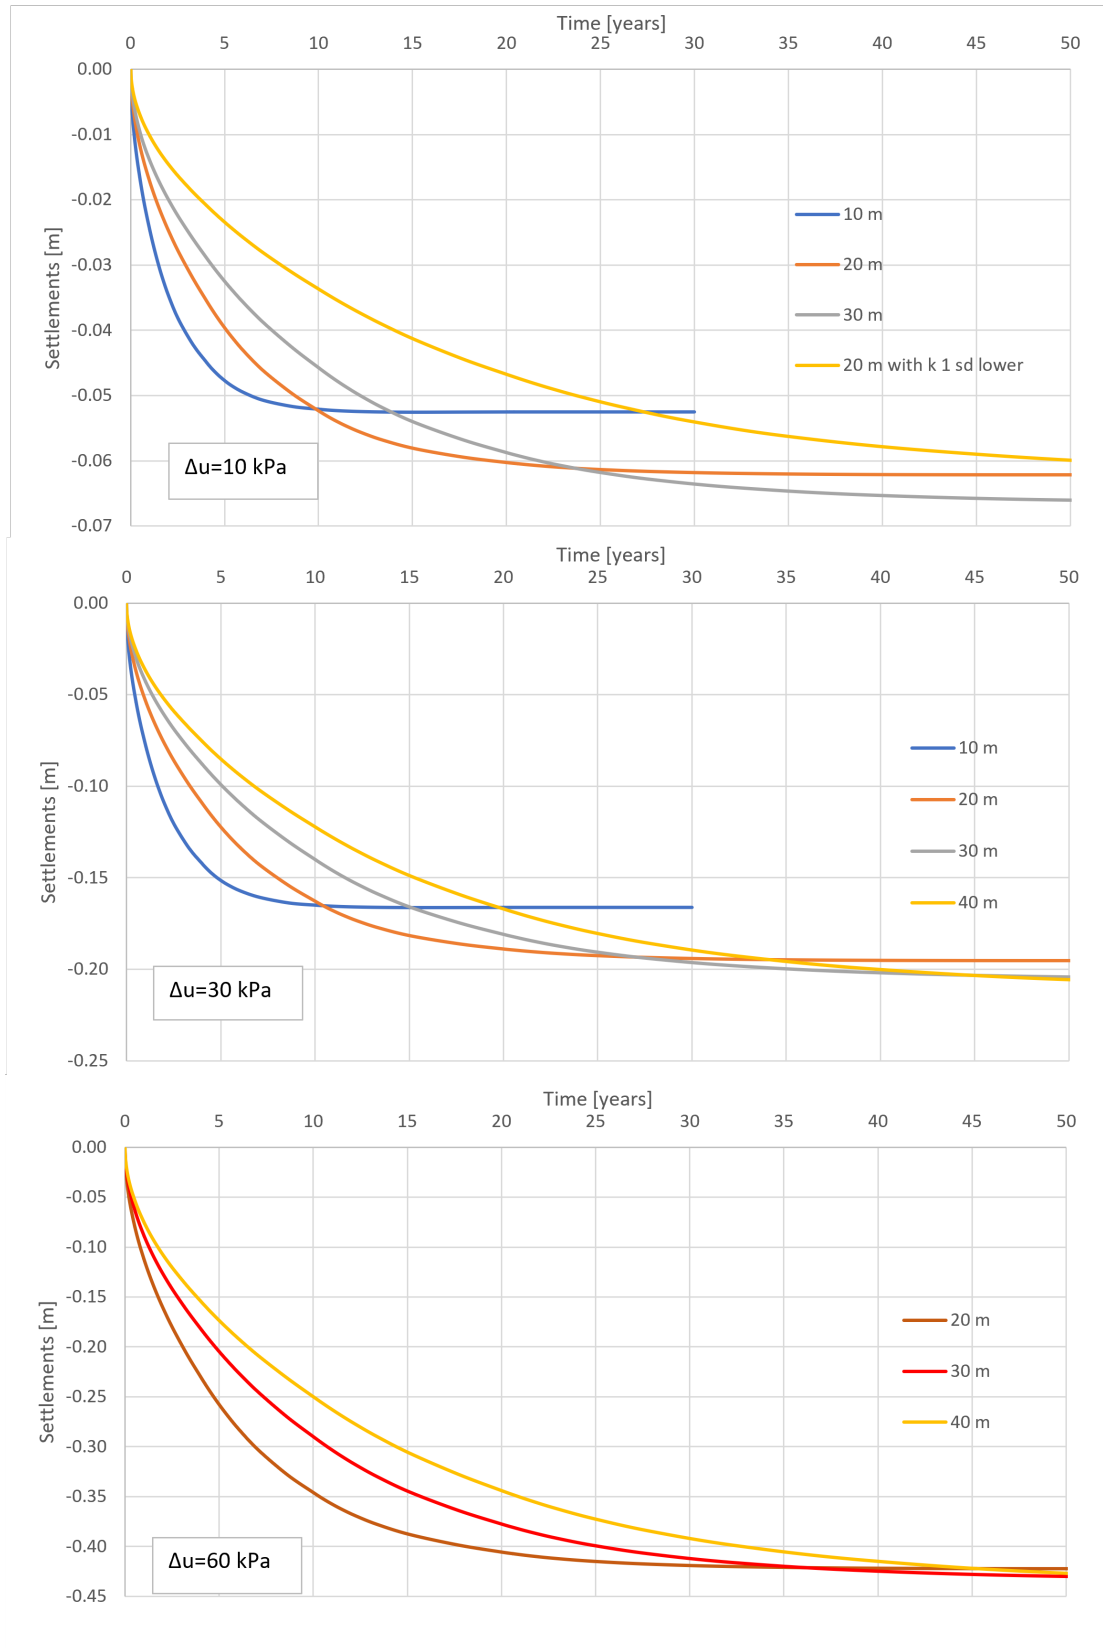 Time [years]
0 5 10 15 20 25 30 35 40 45 50
0.00
-0.01
-0.02
-0.03
-0.04
-0.05
-0.06
-0.07
Settlements [m]
10 m
20 m
30 m
20 m with k 1 sd lower
Δu=10 kPa
Time [years]
0 5 10 15 20 25 30 35 40 45 50
0.00
-0.05
-0.10
-0.15
-0.20
-0.25
Settlements [m]
10 m
20 m
30 m
40 m
Δu=30 kPa
Time [years]
0 5 10 15 20 25 30 35 40 45 50
0.00
-0.05
-0.10
-0.15
-0.20
-0.25
-0.30
-0.35
-0.40
-0.45
Settlements [m]
20 m
30 m
40 m
Δu=60 kPa